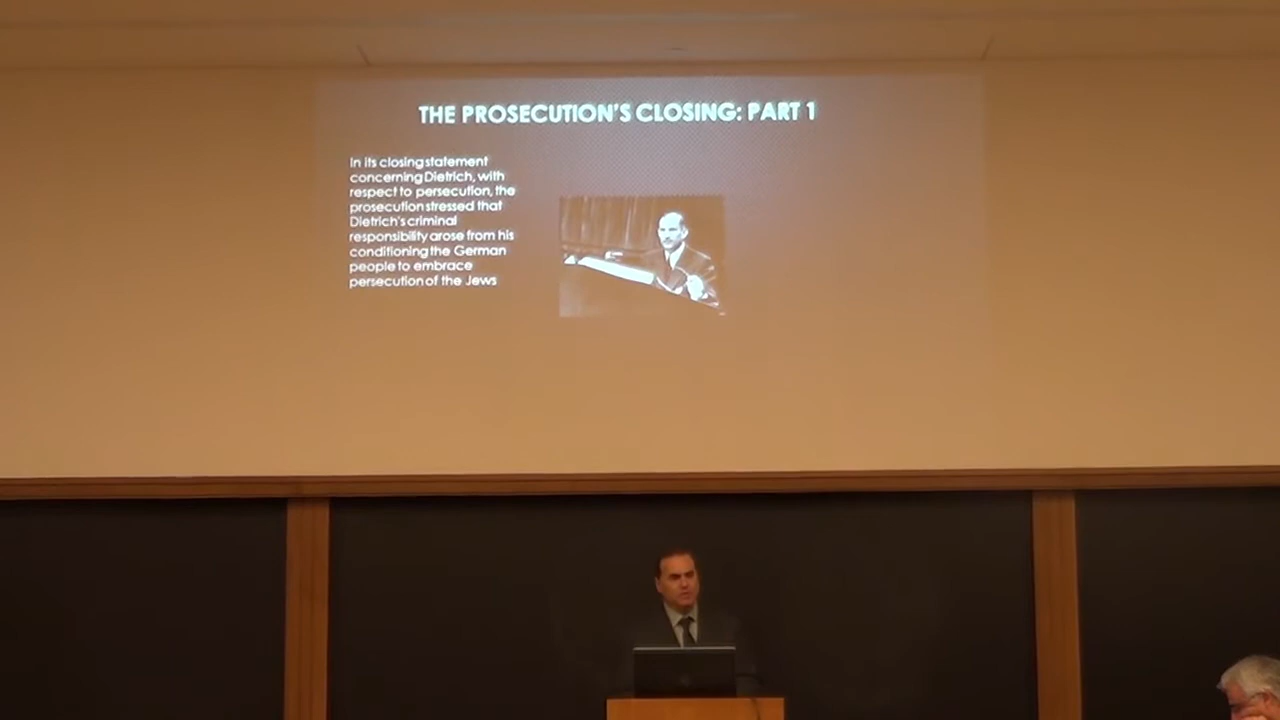 THE PROSECUTION'S CLOSING: PART 1
In its closing statement
concerning Dietrich, with
respect to persecution, the
prosecution stressed that
Dietrich's criminal
responsibility arose from his
conditioning the German
people to embrace
persecution of the Jews